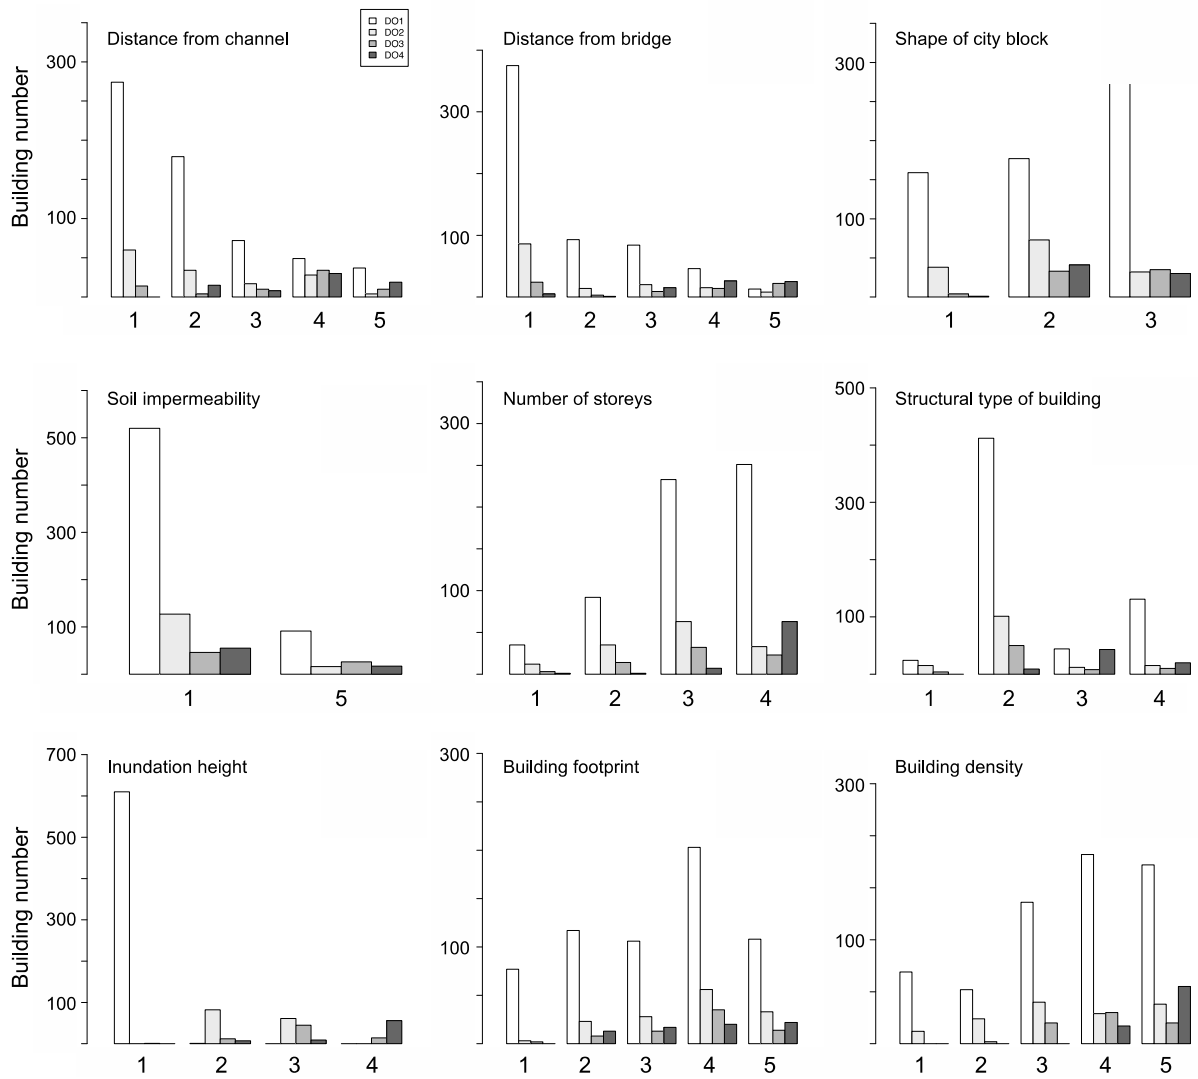 Distance from channel
DO1
DO2
DO3
DO4
Building number
300
100
1 2 3 4 5
Distance from bridge
300
100
1 2 3 4 5
Shape of city block
300
100
1 2 3
Soil impermeability
Building number
500
300
100
1 5
Number of storeys
300
100
1 2 3 4
Structural type of building
500
300
100
1 2 3 4
Inundation height
Building number
700
500
300
100
1 2 3 4
Building footprint
300
100
1 2 3 4 5
Building density
300
100
1 2 3 4 5